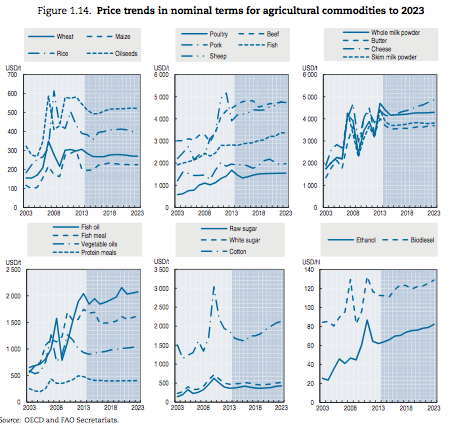 Figure 1.14. Price trends in nominal terms for agricultural commodities to 2023
Wheat Maize
Rice Oilseeds
Poultry Beef
Pork Fish
Sheep
Whole milk powder
Butter
Cheese
Skim milk powder
USD/t USD/t USD/t
700 6 000 6 000
600 5 000 5 000
500 4 000 4 000
400 3 000 3 000
300 2 000 2 000
200 1 000 1 000
100
0 0 0
2003 2008 2013 2018 2023 2003 2008 2013 2018 2023 2003 2008 2013 2018 2023
Fish oil
Fish meal
Vegetable oils
Protein meals
Raw sugar
White sugar
Cotton
Ethanol Biodiesel
USD/t USD/t USD/hl
2 500 3 500 140
2 000 3 000 120
1 500 2 500 100
1 000 2 000 80
500 1 500 60
0 1 000 40
500 20
0 0
2003 2008 2013 2018 2023 2003 2008 2013 2018 2023 2003 2008 2013 2018 2023
Source: OECD and FAO Secretariats.